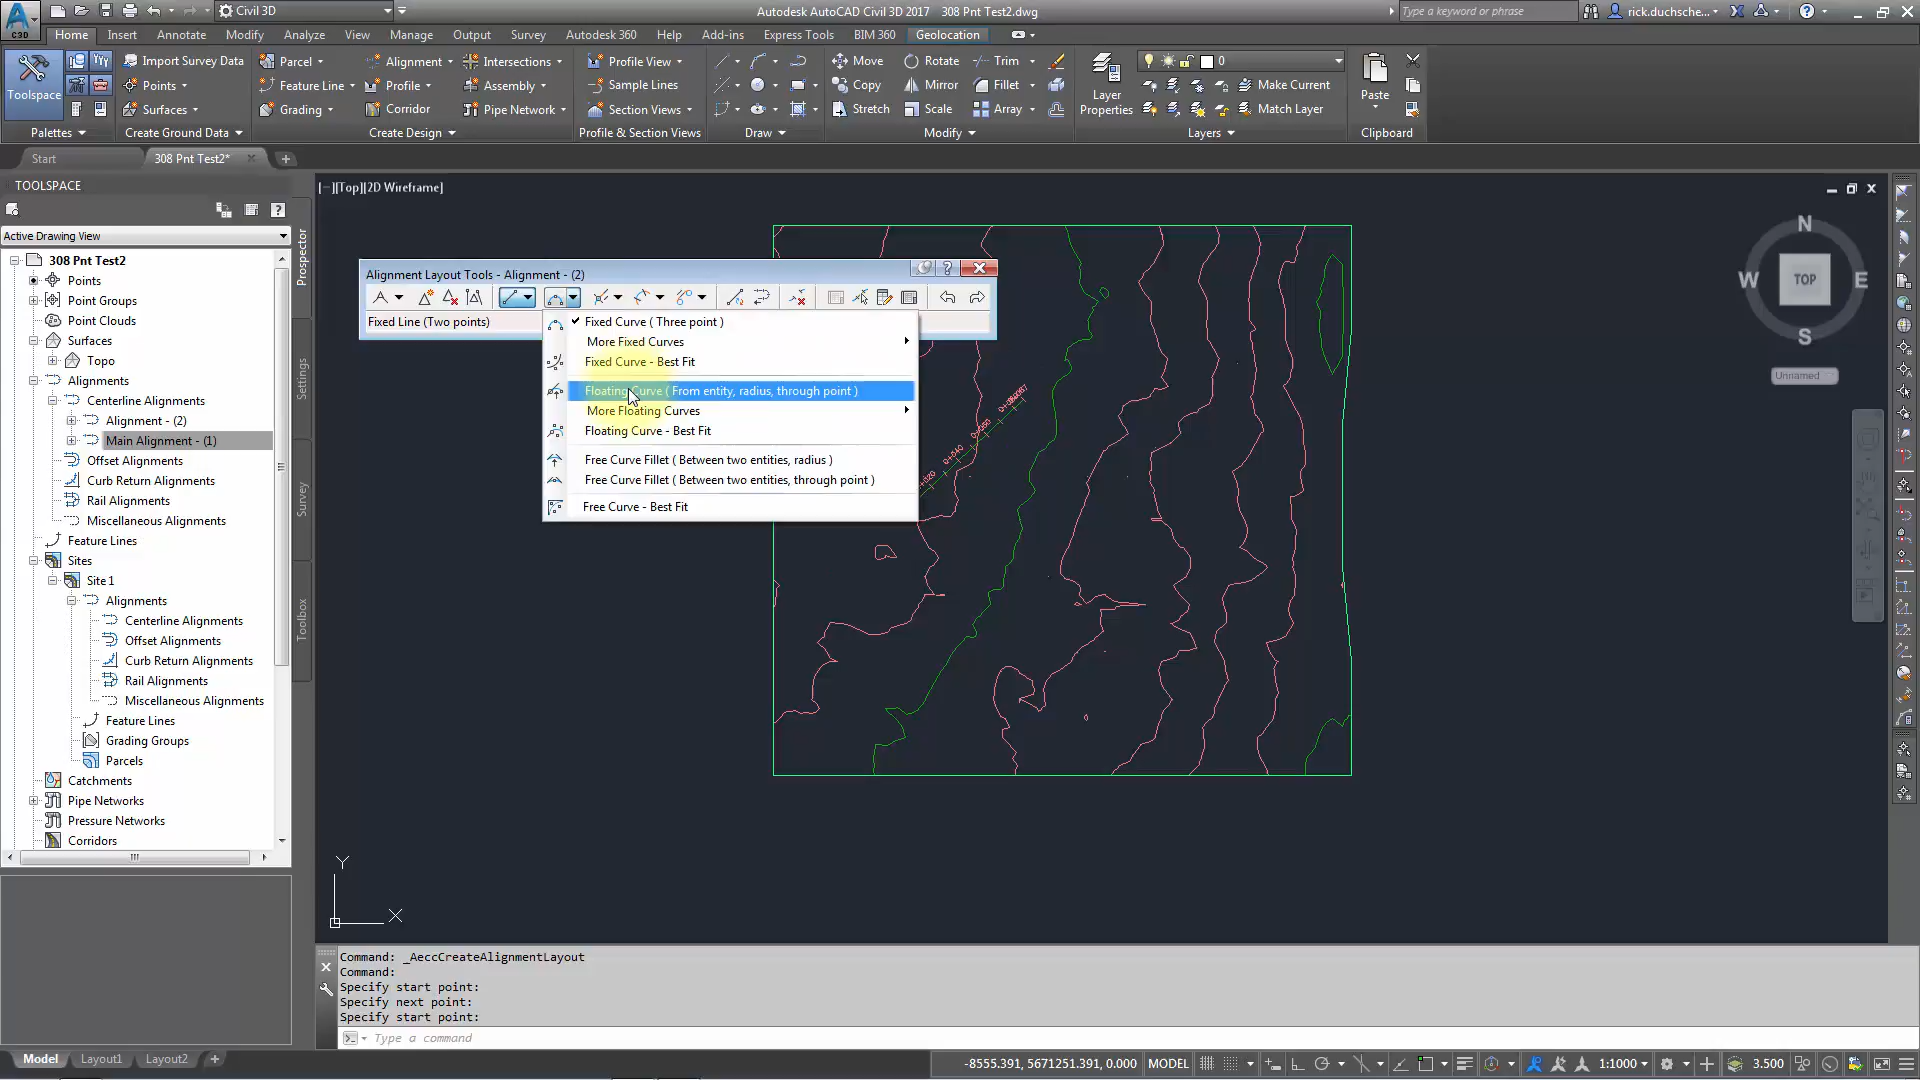 C3D
Civil 3D
Autodesk AutoCAD Civil 3D 2017 308 Pnt Test2.dwg
Type a keyword or phrase
rick.duchsche...
Home Insert Annotate Modify Analyze View Manage Output Survey Autodesk 360 Help Add-ins Express Tools BIM 360 Geolocation
Toolspace
Import Survey Data
Points
Surfaces
Parcel
Feature Line
Grading
Alignment
Profile
Corridor
Intersections
Assembly
Pipe Network
Profile View
Sample Lines
Section Views
Move
Copy
Stretch
Rotate
Mirror
Scale
Trim
Fillet
Array
Layer
Properties
0
Make Current
Match Layer
Paste
Palettes Create Ground Data Create Design Profile & Section Views Draw Modify Layers Clipboard
Start
308 Pnt Test2*
TOOLSPACE
Active Drawing View
308 Pnt Test2
Points
Point Groups
Point Clouds
Surfaces
Topo
Alignments
Centerline Alignments
Alignment - (2)
Main Alignment - (1)
Offset Alignments
Curb Return Alignments
Rail Alignments
Miscellaneous Alignments
Feature Lines
Sites
Site 1
Alignments
Centerline Alignments
Offset Alignments
Curb Return Alignments
Rail Alignments
Miscellaneous Alignments
Feature Lines
Grading Groups
Parcels
Catchments
Pipe Networks
Pressure Networks
Corridors
Prospector
Settings
Survey
Toolbox
[−][Top][2D Wireframe]
Alignment Layout Tools - Alignment - (2)
Fixed Line (Two points)
Fixed Curve ( Three point )
More Fixed Curves
Fixed Curve - Best Fit
Floating Curve ( From entity, radius, through point )
More Floating Curves
Floating Curve - Best Fit
Free Curve Fillet ( Between two entities, radius )
Free Curve Fillet ( Between two entities, through point )
Free Curve - Best Fit
N
W
TOP
E
S
Unnamed
Y
X
Command: _AeccCreateAlignmentLayout
Command:
Specify start point:
Specify next point:
Specify start point:
Type a command
Model Layout1 Layout2
-8555.391, 5671251.391, 0.000 MODEL
1:1000
3.500